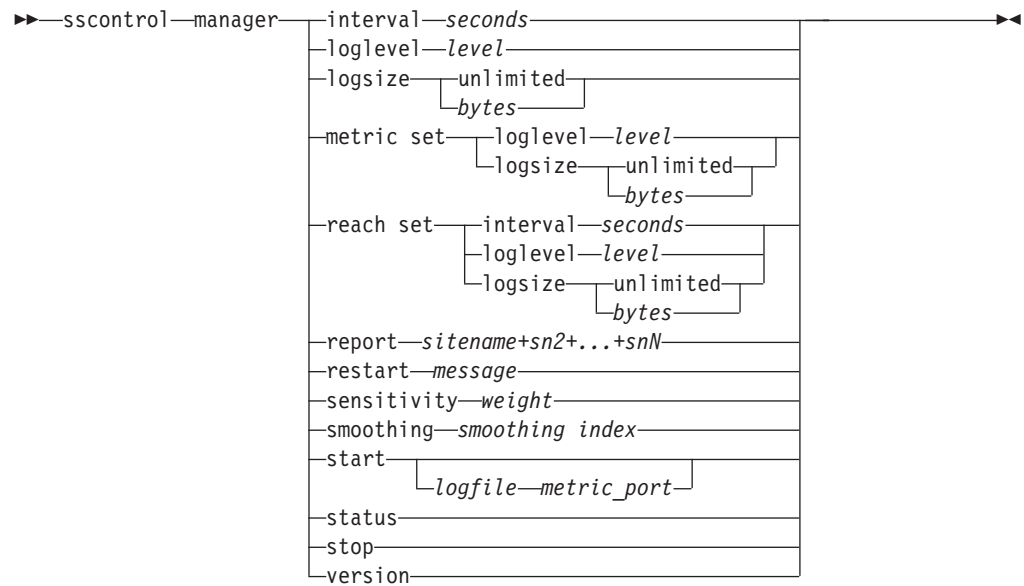 sscontrol manager interval seconds
loglevel level
logsize unlimited
bytes
metric set loglevel level
logsize unlimited
bytes
reach set interval seconds
loglevel level
logsize unlimited
bytes
report sitename+sn2+...+snN
restart message
sensitivity weight
smoothing smoothing index
start
logfile metric_port
status
stop
version